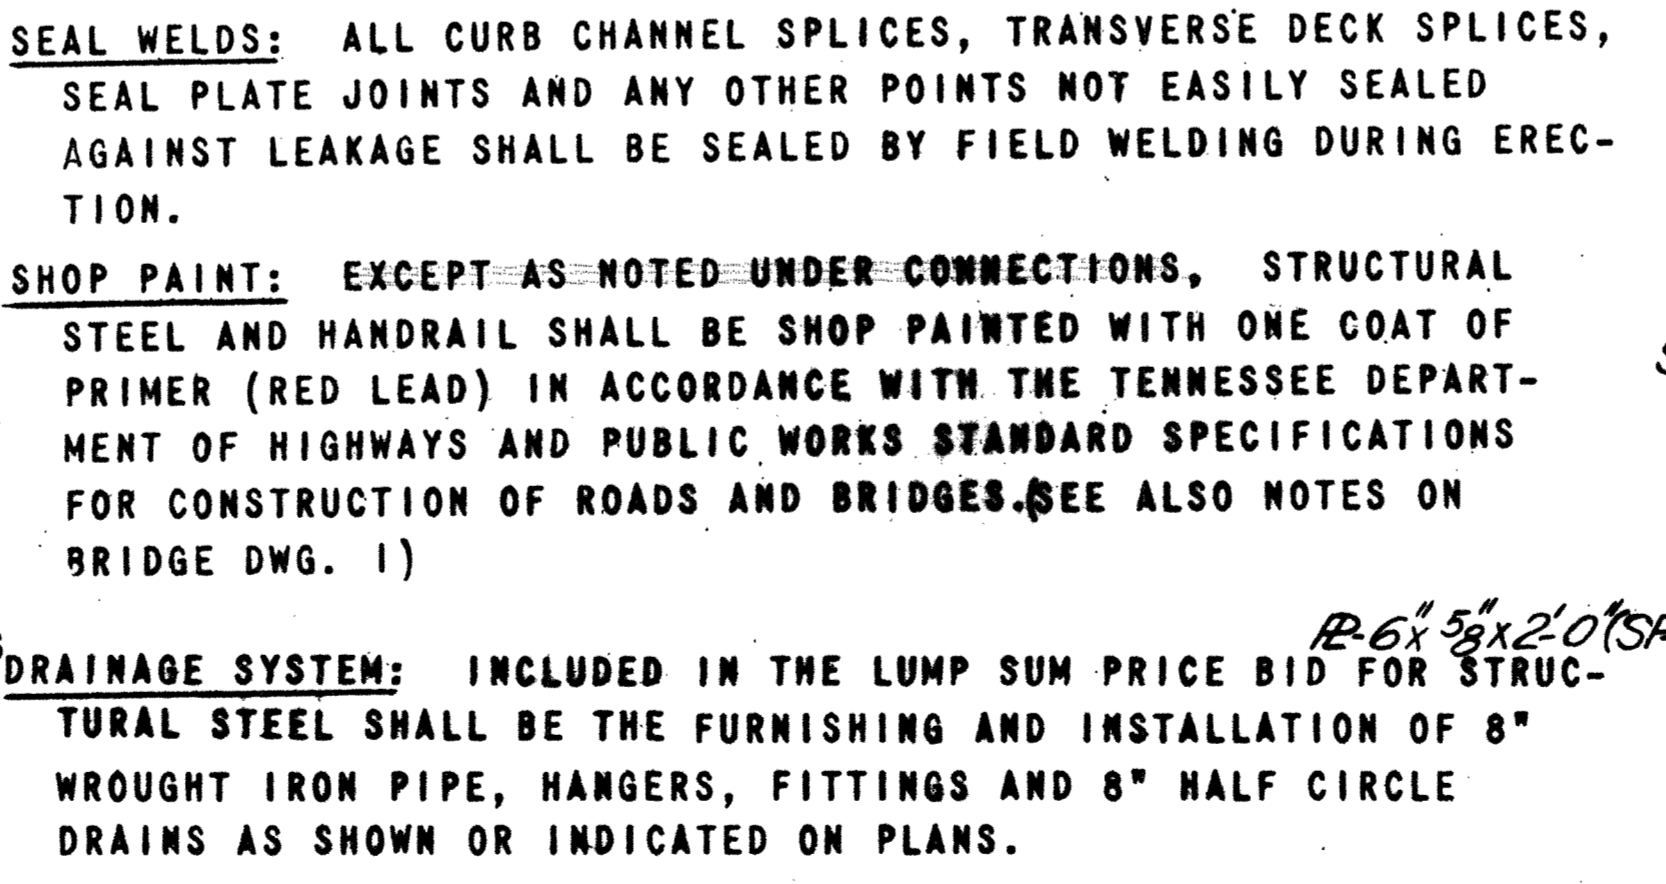 SEAL WELDS: ALL CURB CHANNEL SPLICES, TRANSVERSE DECK SPLICES,
SEAL PLATE JOINTS AND ANY OTHER POINTS NOT EASILY SEALED
AGAINST LEAKAGE SHALL BE SEALED BY FIELD WELDING DURING EREC-
TION.
SHOP PAINT: EXCEPT AS NOTED UNDER CONNECTIONS, STRUCTURAL
STEEL AND HANDRAIL SHALL BE SHOP PAINTED WITH ONE COAT OF
PRIMER (RED LEAD) IN ACCORDANCE WITH THE TENNESSEE DEPART-
MENT OF HIGHWAYS AND PUBLIC WORKS STANDARD SPECIFICATIONS
FOR CONSTRUCTION OF ROADS AND BRIDGES.(SEE ALSO NOTES ON
BRIDGE DWG. 1)
PL-6"x 5/8"x2'-0"(
DRAINAGE SYSTEM: INCLUDED IN THE LUMP SUM PRICE BID FOR STRUC-
TURAL STEEL SHALL BE THE FURNISHING AND INSTALLATION OF 8"
WROUGHT IRON PIPE, HANGERS, FITTINGS AND 8" HALF CIRCLE
DRAINS AS SHOWN OR INDICATED ON PLANS.